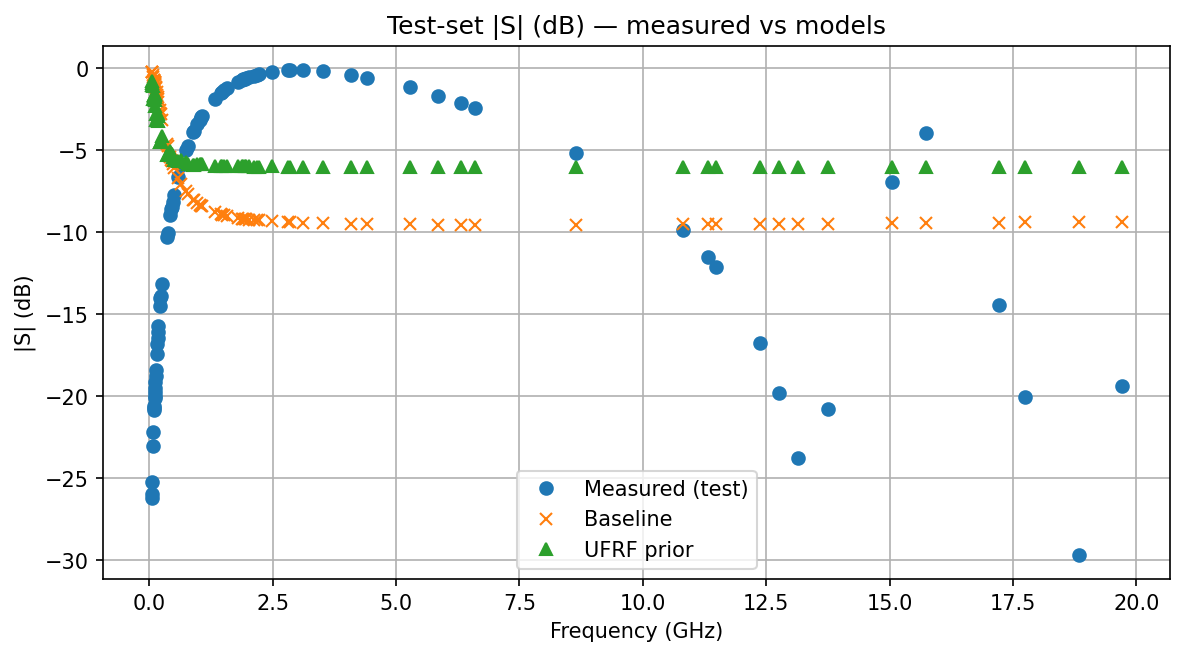 Test-set |S| (dB) — measured vs models
|S| (dB)
0
−5
−10
−15
−20
−25
−30
Measured (test)
Baseline
UFRF prior
0.0 2.5 5.0 7.5 10.0 12.5 15.0 17.5 20.0
Frequency (GHz)